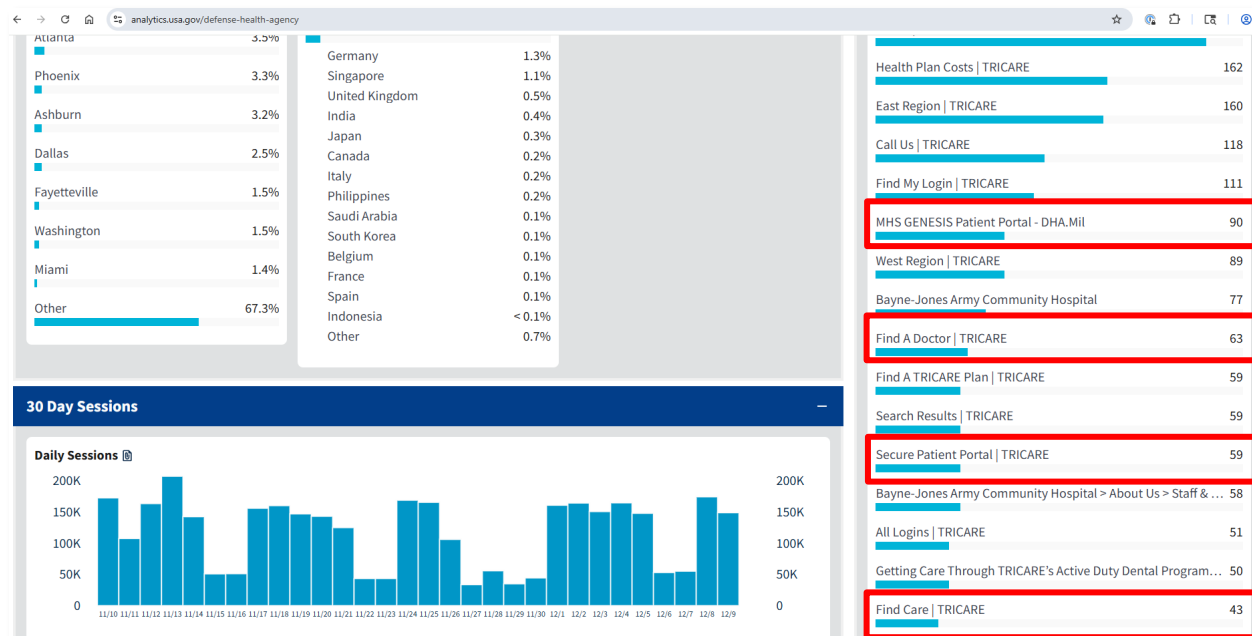 analytics.usa.gov/defense-health-agency
Atlanta 3.5%
Phoenix 3.3%
Ashburn 3.2%
Dallas 2.5%
Fayetteville 1.5%
Washington 1.5%
Miami 1.4%
Other 67.3%
Germany 1.3%
Singapore 1.1%
United Kingdom 0.5%
India 0.4%
Japan 0.3%
Canada 0.2%
Italy 0.2%
Philippines 0.2%
Saudi Arabia 0.1%
South Korea 0.1%
Belgium 0.1%
France 0.1%
Spain 0.1%
Indonesia < 0.1%
Other 0.7%
30 Day Sessions
Daily Sessions
200K 200K
150K 150K
100K 100K
50K 50K
0 0
11/10 11/11 11/12 11/13 11/14 11/15 11/16 11/17 11/18 11/19 11/20 11/21 11/22 11/23 11/24 11/25 11/26 11/27 11/28 11/29 11/30 12/1 12/2 12/3 12/4 12/5 12/6 12/7 12/8 12/9
Health Plan Costs | TRICARE 162
East Region | TRICARE 160
Call Us | TRICARE 118
Find My Login | TRICARE 111
MHS GENESIS Patient Portal - DHA.Mil 90
West Region | TRICARE 89
Bayne-Jones Army Community Hospital 77
Find A Doctor | TRICARE 63
Find A TRICARE Plan | TRICARE 59
Search Results | TRICARE 59
Secure Patient Portal | TRICARE 59
Bayne-Jones Army Community Hospital > About Us > Staff & ... 58
All Logins | TRICARE 51
Getting Care Through TRICARE’s Active Duty Dental Program... 50
Find Care | TRICARE 43